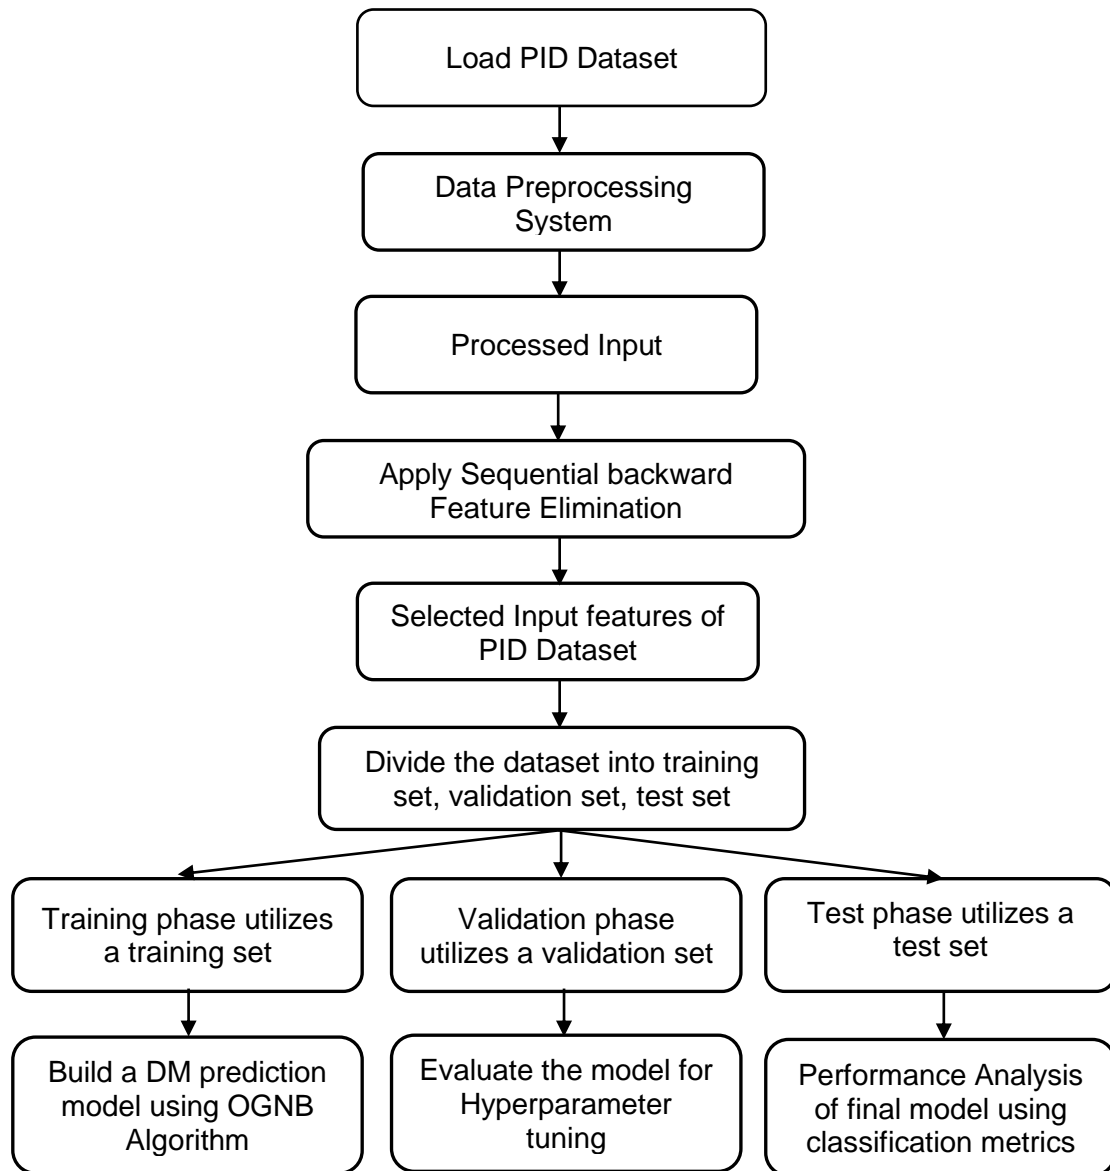 Load PID Dataset
Data Preprocessing
System
Processed Input
Apply Sequential backward
Feature Elimination
Selected Input features of
PID Dataset
Divide the dataset into training
set, validation set, test set
Training phase utilizes
a training set
Validation phase
utilizes a validation set
Test phase utilizes a
test set
Build a DM prediction
model using OGNB
Algorithm
Evaluate the model for
Hyperparameter
tuning
Performance Analysis
of final model using
classification metrics